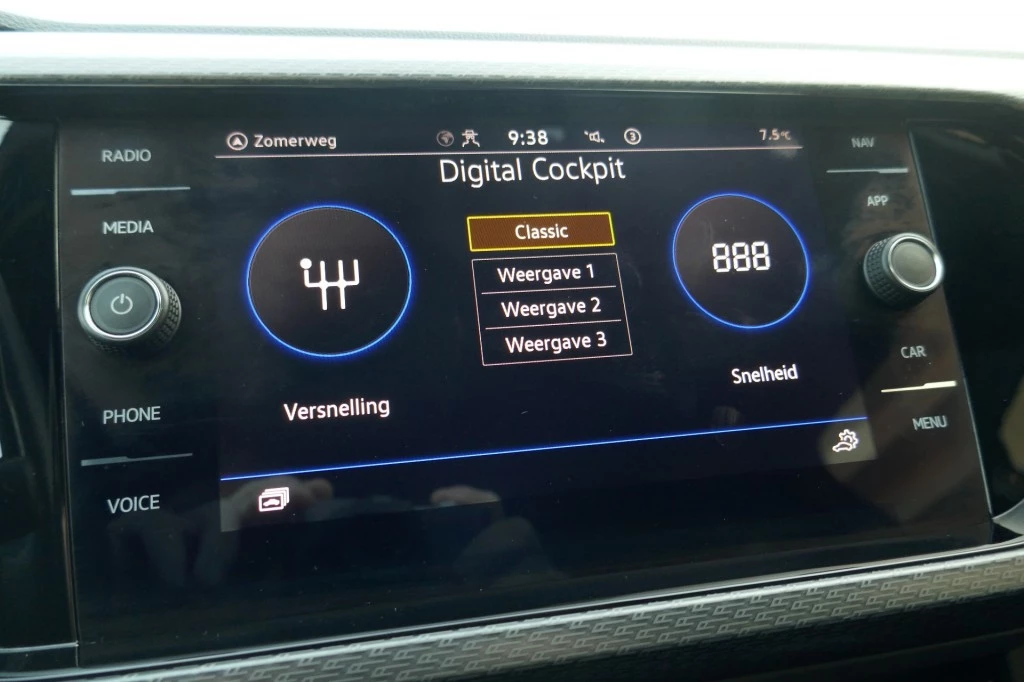 RADIO
MEDIA
PHONE
VOICE
Zomerweg
9:38
3
7.5°C
Digital Cockpit
Classic
Weergave 1
Weergave 2
Weergave 3
Versnelling
888
Snelheid
NAV
APP
CAR
MENU